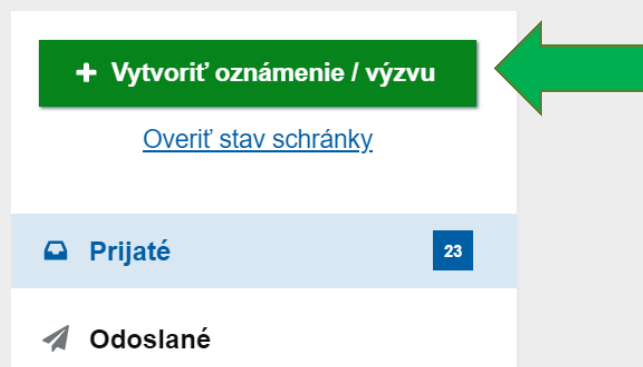 + Vytvoriť oznámenie / výzvu
Overiť stav schránky
Prijaté 23
Odoslané